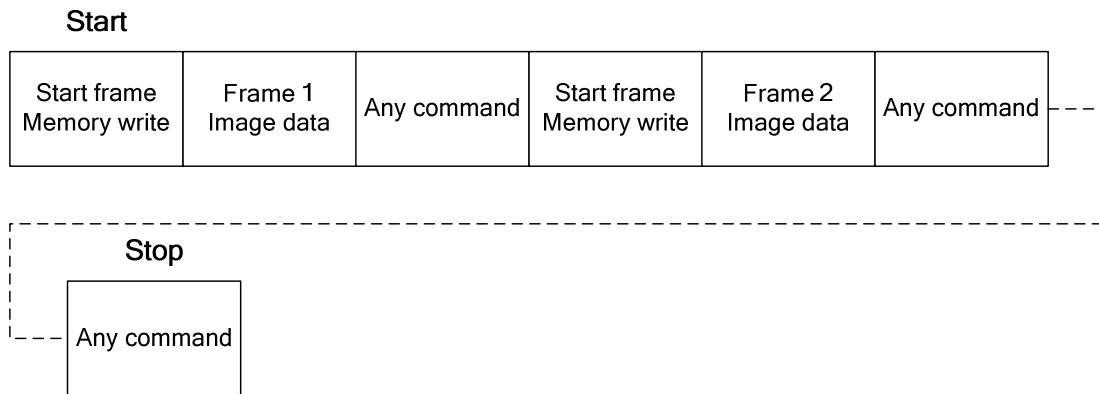 Start
Start frame
Memory write
Frame 1
Image data
Any command
Start frame
Memory write
Frame 2
Image data
Any command
Stop
Any command